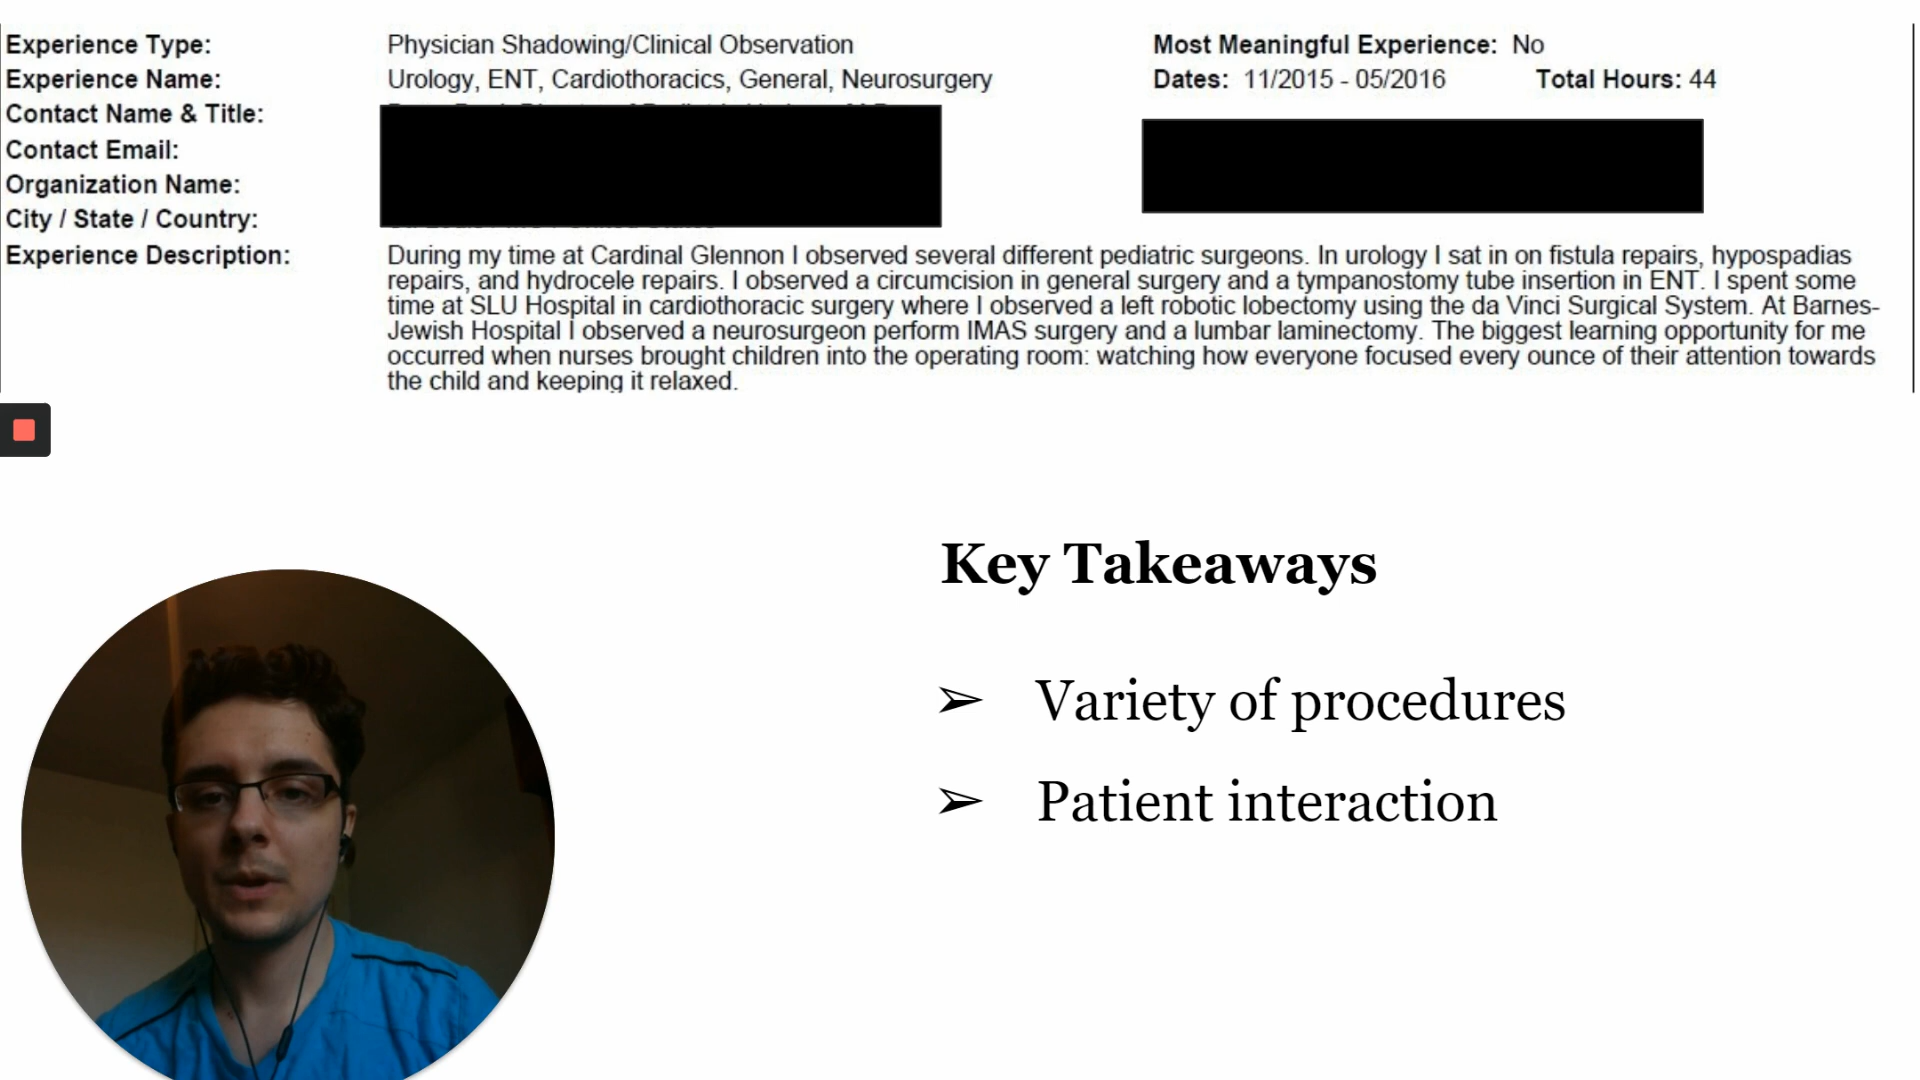 Experience Type: Physician Shadowing/Clinical Observation Most Meaningful Experience: No
Experience Name: Urology, ENT, Cardiothoracics, General, Neurosurgery Dates: 11/2015 - 05/2016 Total Hours: 44
Contact Name & Title:
Contact Email:
Organization Name:
City / State / Country:
Experience Description: During my time at Cardinal Glennon I observed several different pediatric surgeons. In urology I sat in on fistula repairs, hypospadias
repairs, and hydrocele repairs. I observed a circumcision in general surgery and a tympanostomy tube insertion in ENT. I spent some
time at SLU Hospital in cardiothoracic surgery where I observed a left robotic lobectomy using the da Vinci Surgical System. At Barnes-
Jewish Hospital I observed a neurosurgeon perform IMAS surgery and a lumbar laminectomy. The biggest learning opportunity for me
occurred when nurses brought children into the operating room: watching how everyone focused every ounce of their attention towards
the child and keeping it relaxed.
Key Takeaways
➢ Variety of procedures
➢ Patient interaction